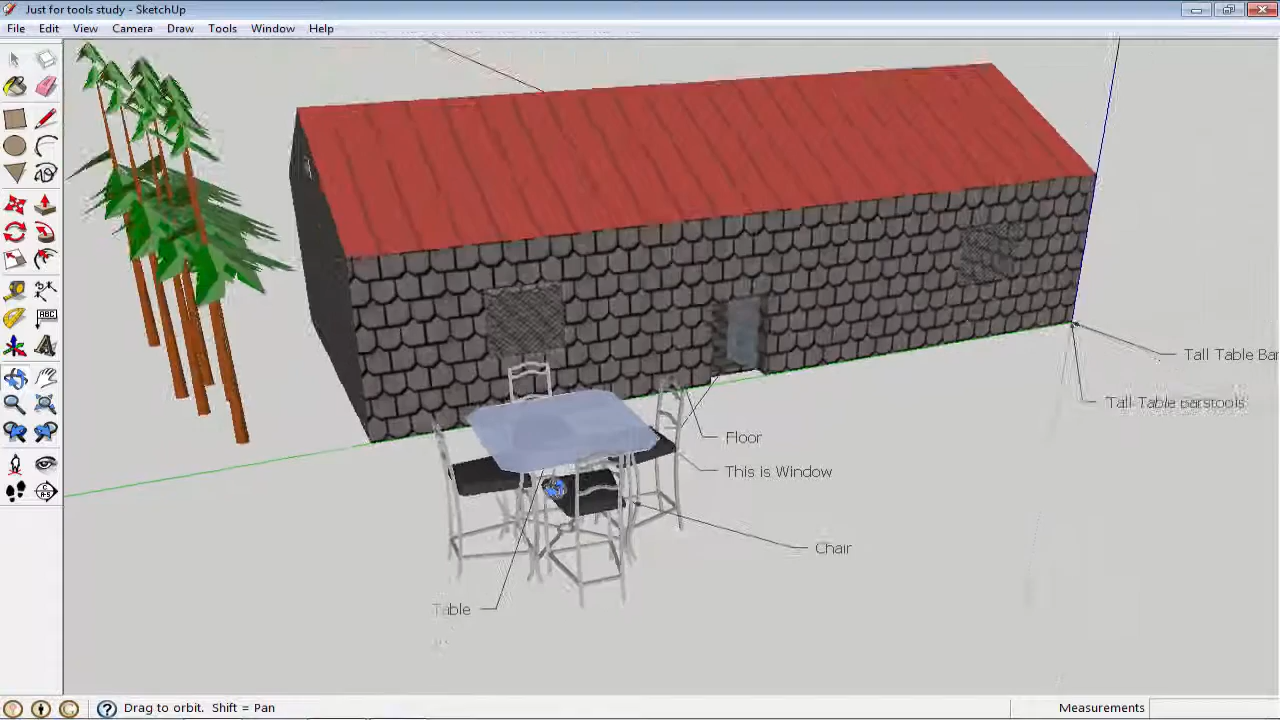 Just for tools study - SketchUp
File Edit View Camera Draw Tools Window Help
ABC
Tall Table
Tall Table barstools
Floor
This is Window
Chair
Table
Drag to orbit. Shift = Pan
Measurements